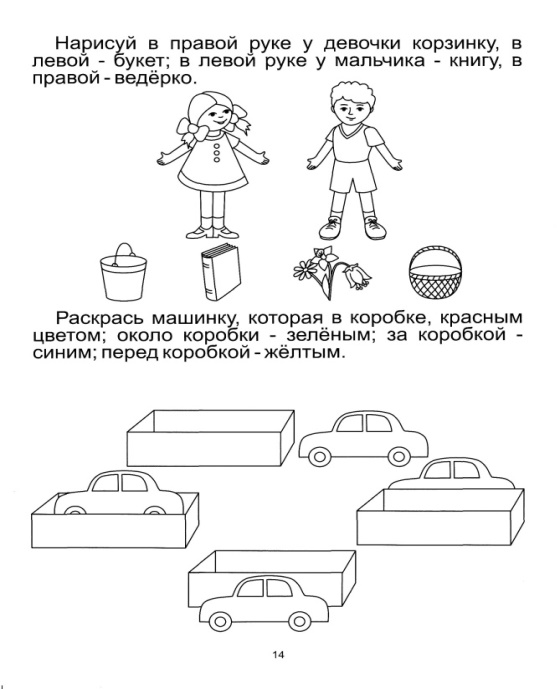 Нарисуй в правой руке у девочки корзинку, в
левой - букет; в левой руке у мальчика - книгу, в
правой - ведёрко.
Раскрась машинку, которая в коробке, красным
цветом; около коробки - зелёным; за коробкой -
синим; перед коробкой - жёлтым.
14